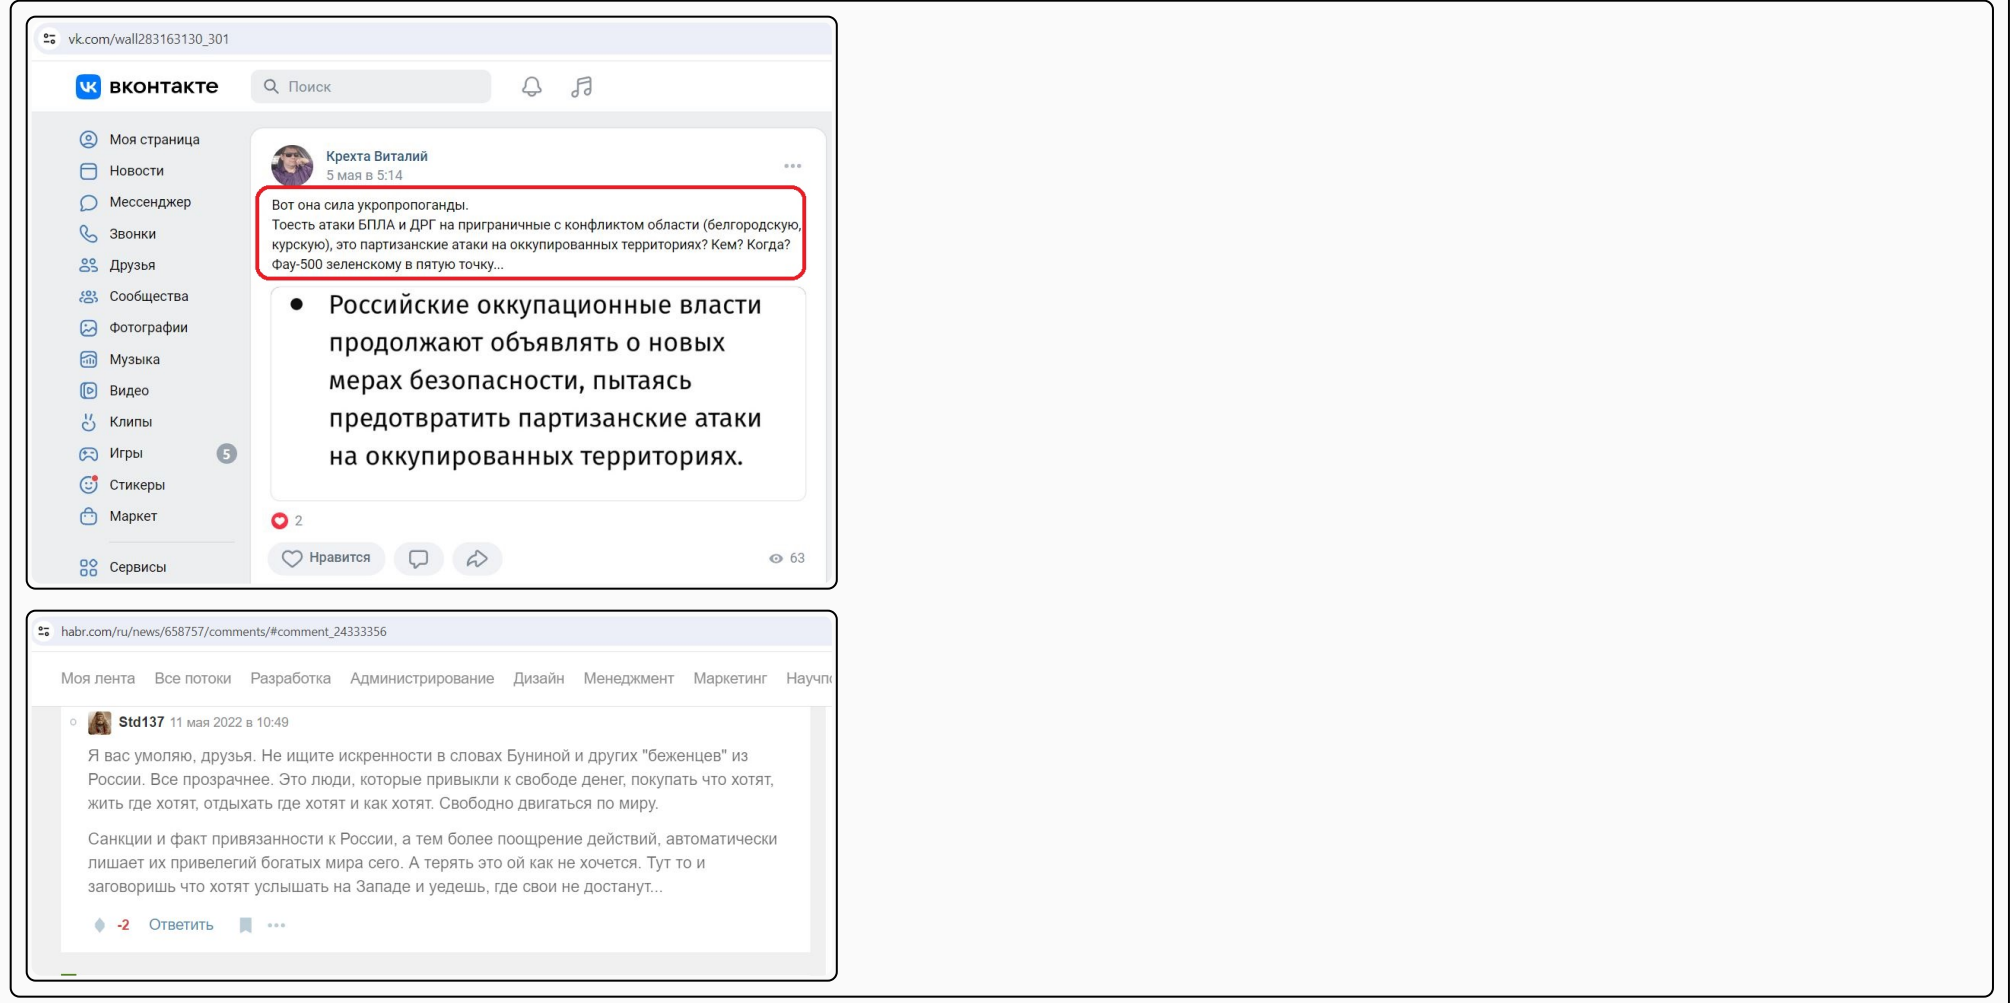 vk.com/wall283163130_301
вконтакте
Поиск
Моя страница
Новости
Мессенджер
Звонки
Друзья
Сообщества
Фотографии
Музыка
Видео
Клипы
Игры
5
Стикеры
Маркет
Сервисы
Крехта Виталий
5 мая в 5:14
Вот она сила укропропоганды.
Тоесть атаки БПЛА и ДРГ на приграничные с конфликтом области (белгородскую,
курскую), это партизанские атаки на оккупированных территориях? Кем? Когда?
Фау-500 зеленскому в пятую точку...
• Российские оккупационные власти
продолжают объявлять о новых
мерах безопасности, пытаясь
предотвратить партизанские атаки
на оккупированных территориях.
2
Нравится
63
habr.com/ru/news/658757/comments/#comment_24333356
Моя лента Все потоки Разработка Администрирование Дизайн Менеджмент Маркетинг Научпо
Std137 11 мая 2022 в 10:49
Я вас умоляю, друзья. Не ищите искренности в словах Буниной и других "беженцев" из
России. Все прозрачнее. Это люди, которые привыкли к свободе денег, покупать что хотят,
жить где хотят, отдыхать где хотят и как хотят. Свободно двигаться по миру.
Санкции и факт привязанности к России, а тем более поощрение действий, автоматически
лишает их привелегий богатых мира сего. А терять это ой как не хочется. Тут то и
заговоришь что хотят услышать на Западе и уедешь, где свои не достанут...
-2 Ответить